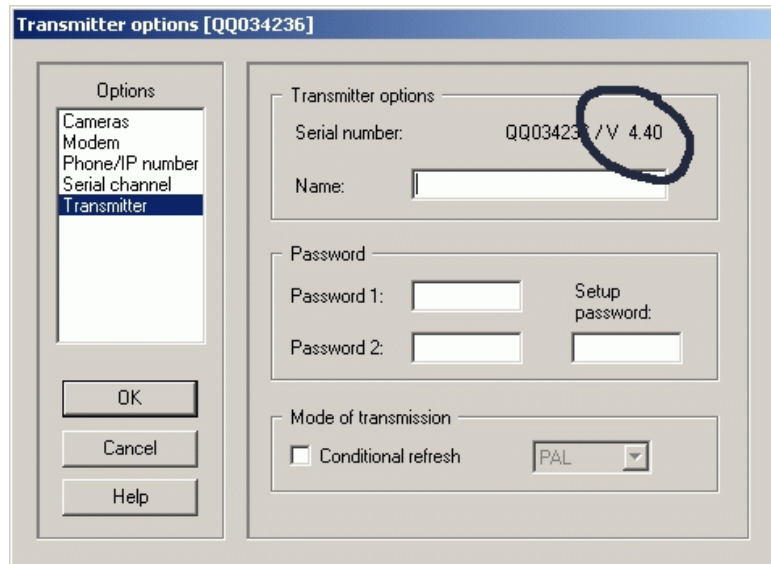 Transmitter options [QQ034236]
Options
Cameras
Modem
Phone/IP number
Serial channel
Transmitter
OK
Cancel
Help
Transmitter options
Serial number: QQ034236 / V 4.40
Name:
Password
Password 1:
Setup
password:
Password 2:
Mode of transmission
Conditional refresh PAL